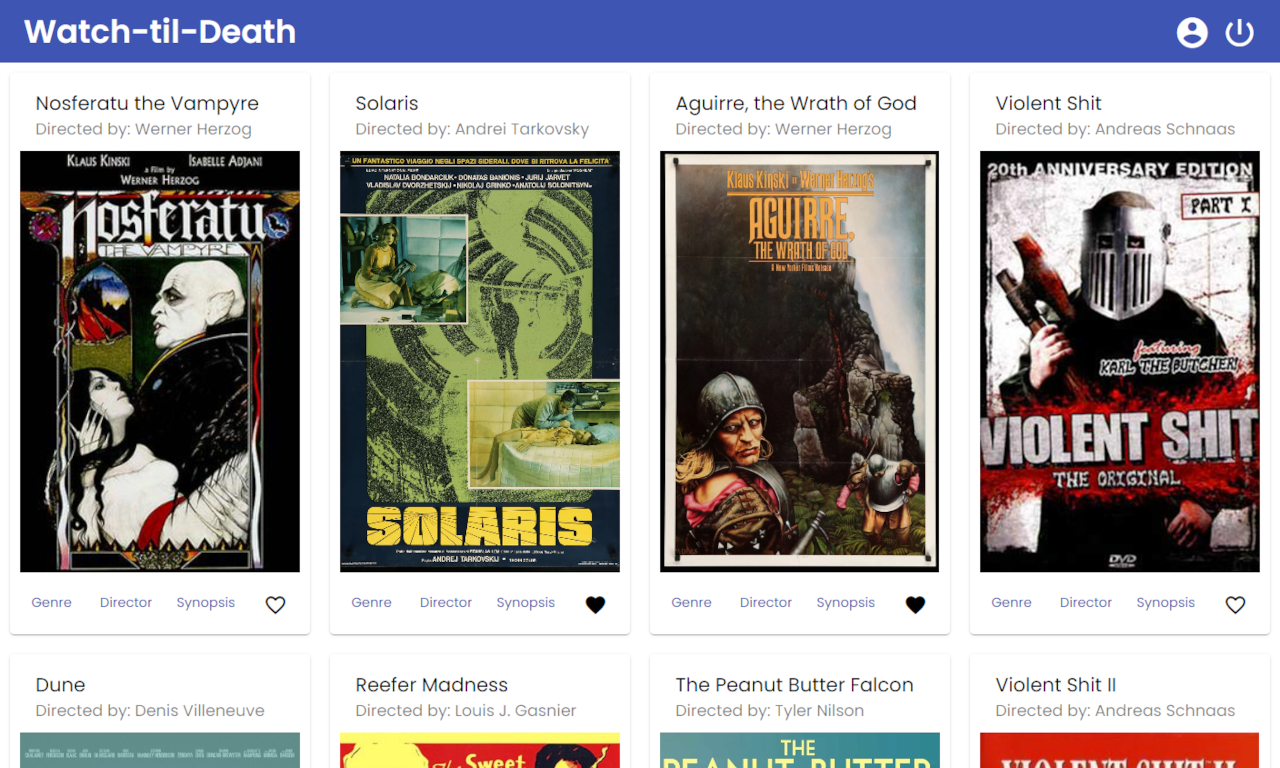 Watch-til-Death
Nosferatu the Vampyre
Directed by: Werner Herzog
KLAUS KINSKI ISABELLE ADJANI
a Film by
WERNER HERZOG
Nosferatu
THE VAMPYRE
Genre Director Synopsis
Solaris
Directed by: Andrei Tarkovsky
UN FANTASTICO VIAGGIO NEGLI SPAZI SIDERALI, DOVE SI RITROVA LA FELICITA'
NATALIA BONDARCIUK • DONATAS BANIONIS • JURIJ JARVET
VLADISLAV DVORZHETSKIJ • NIKOLAJ GRINKO • ANATOLIJ SOLONITSYN
SOLARIS
ANDREJ TARKOVSKIJ
Genre Director Synopsis
Aguirre, the Wrath of God
Directed by: Werner Herzog
Klaus Kinski in Werner Herzog's
AGUIRRE,
THE WRATH OF GOD
A New Yorker Films Release
Genre Director Synopsis
Violent Shit
Directed by: Andreas Schnaas
20th ANNIVERSARY EDITION
PART I
featuring
KARL THE BUTCHER
VIOLENT SHIT
THE ORIGINAL
DVD
Genre Director Synopsis
Dune
Directed by: Denis Villeneuve
Reefer Madness
Directed by: Louis J. Gasnier
The Sweet
The Peanut Butter Falcon
Directed by: Tyler Nilson
THE
PEANUT BUTTER
Violent Shit II
Directed by: Andreas Schnaas
VIOLENT SHIT II